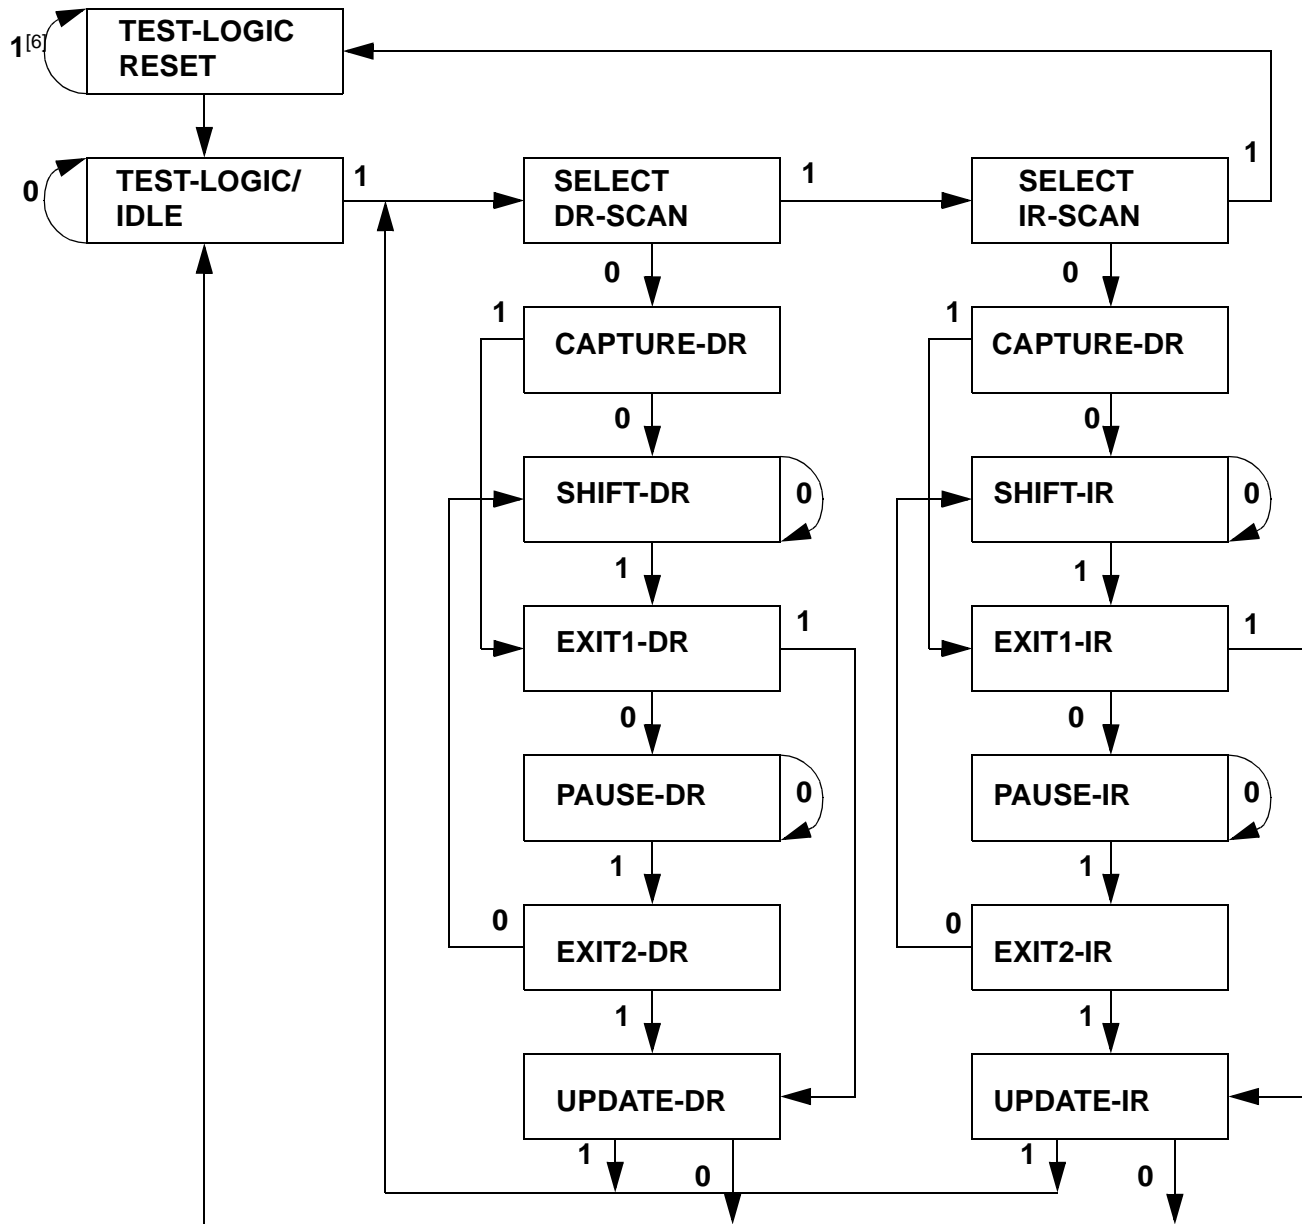 TEST-LOGIC
RESET
1[6]
TEST-LOGIC/
IDLE
0
1
SELECT
DR-SCAN
1
SELECT
IR-SCAN
1
0
0
1
CAPTURE-DR
1
CAPTURE-DR
0
0
SHIFT-DR
0
SHIFT-IR
0
1
1
EXIT1-DR
1
EXIT1-IR
1
0
0
PAUSE-DR
0
PAUSE-IR
0
1
1
0
EXIT2-DR
0
EXIT2-IR
1
1
UPDATE-DR
UPDATE-IR
1
0
1
0